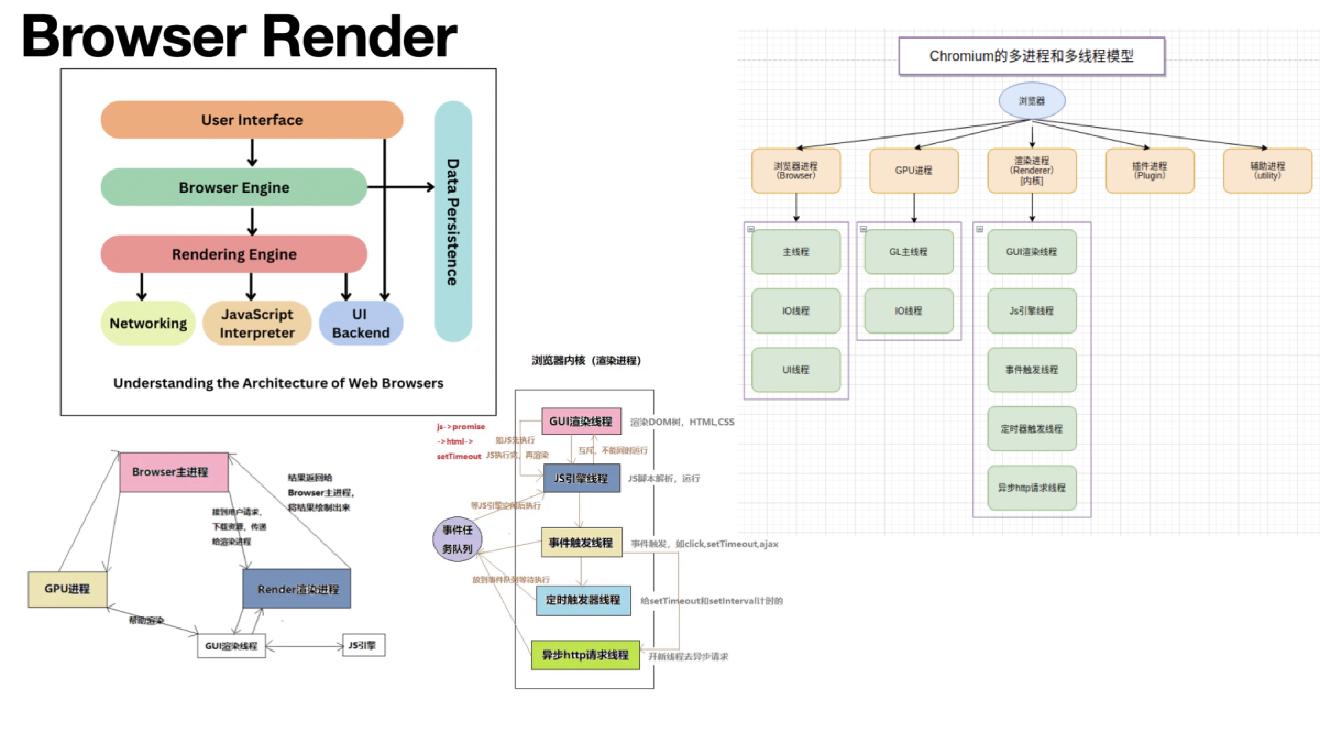 Browser Render
User Interface
Browser Engine
Rendering Engine
Networking
JavaScript
Interpreter
UI
Backend
Data Persistence
Understanding the Architecture of Web Browsers
Chromium的多进程和多线程模型
浏览器
浏览器进程
(Browser)
GPU进程
渲染进程
(Renderer)
[内核]
插件进程
(Plugin)
辅助进程
(utility)
主线程
IO线程
UI线程
GL主线程
IO线程
GUI渲染线程
Js引擎线程
事件触发线程
定时器触发线程
异步http请求线程
浏览器内核（渲染进程）
js->promise
->html->
setTimeout
GUI渲染线程
渲染DOM树，HTML,CSS
如JS先执行
JS执行完，再渲染
互斥，不能同时运行
JS引擎线程
JS脚本解析，运行
等JS引擎空闲后执行
事件任
务队列
事件触发线程
事件触发，如click,setTimeout,ajax
放到事件队列等待执行
定时触发器线程
给setTimeout和setInterval计时的
异步http请求线程
开新线程去异步请求
Browser主进程
结果返回给
Browser主进程，
将结果绘制出来
接到用户请求，
下载资源，传递
给渲染进程
GPU进程
Render渲染进程
帮助渲染
GUI渲染线程
JS引擎